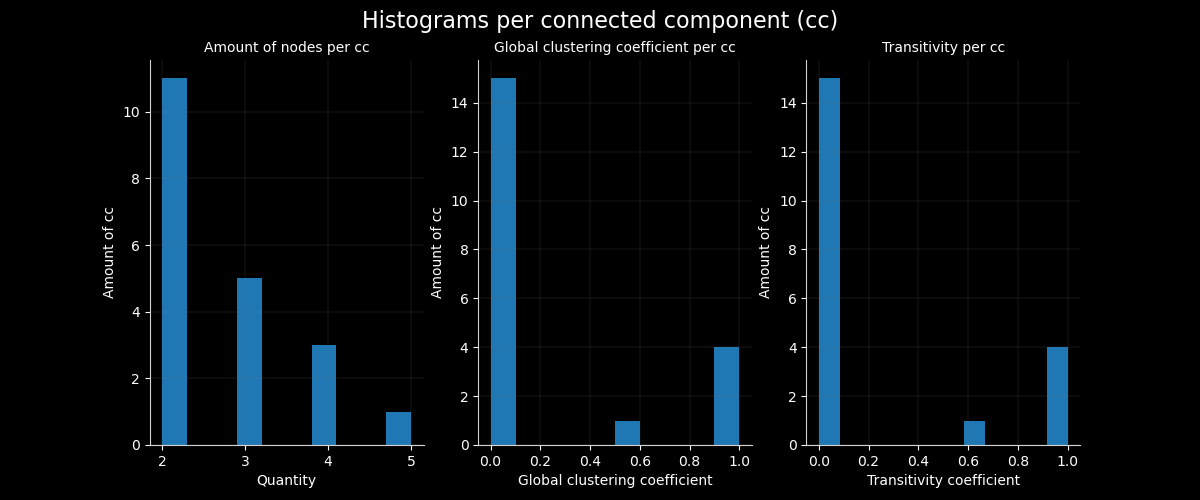 Histograms per connected component (cc)
Amount of nodes per cc
Amount of cc
10
8
6
4
2
0
2 3 4 5
Quantity
Global clustering coefficient per cc
Amount of cc
14
12
10
8
6
4
2
0
0.0 0.2 0.4 0.6 0.8 1.0
Global clustering coefficient
Transitivity per cc
Amount of cc
14
12
10
8
6
4
2
0
0.0 0.2 0.4 0.6 0.8 1.0
Transitivity coefficient